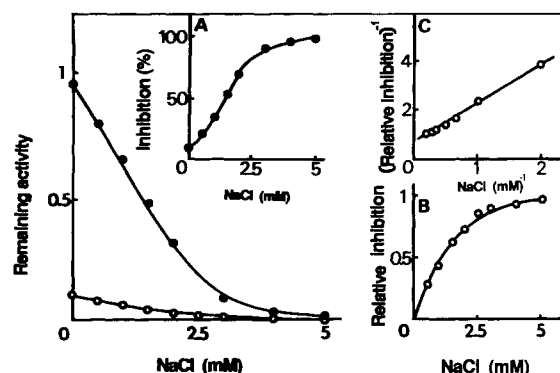 Remaining activity
1
0.5
0 2.5 5
NaCl (mM)
A
Inhibition (%)
100
50
0 5
NaCl (mM)
C
(Relative inhibition)⁻¹
4
2
0 1 2
NaCl (mM)⁻¹
B
Relative inhibition
1
0.5
0 2.5 5
NaCl (mM)